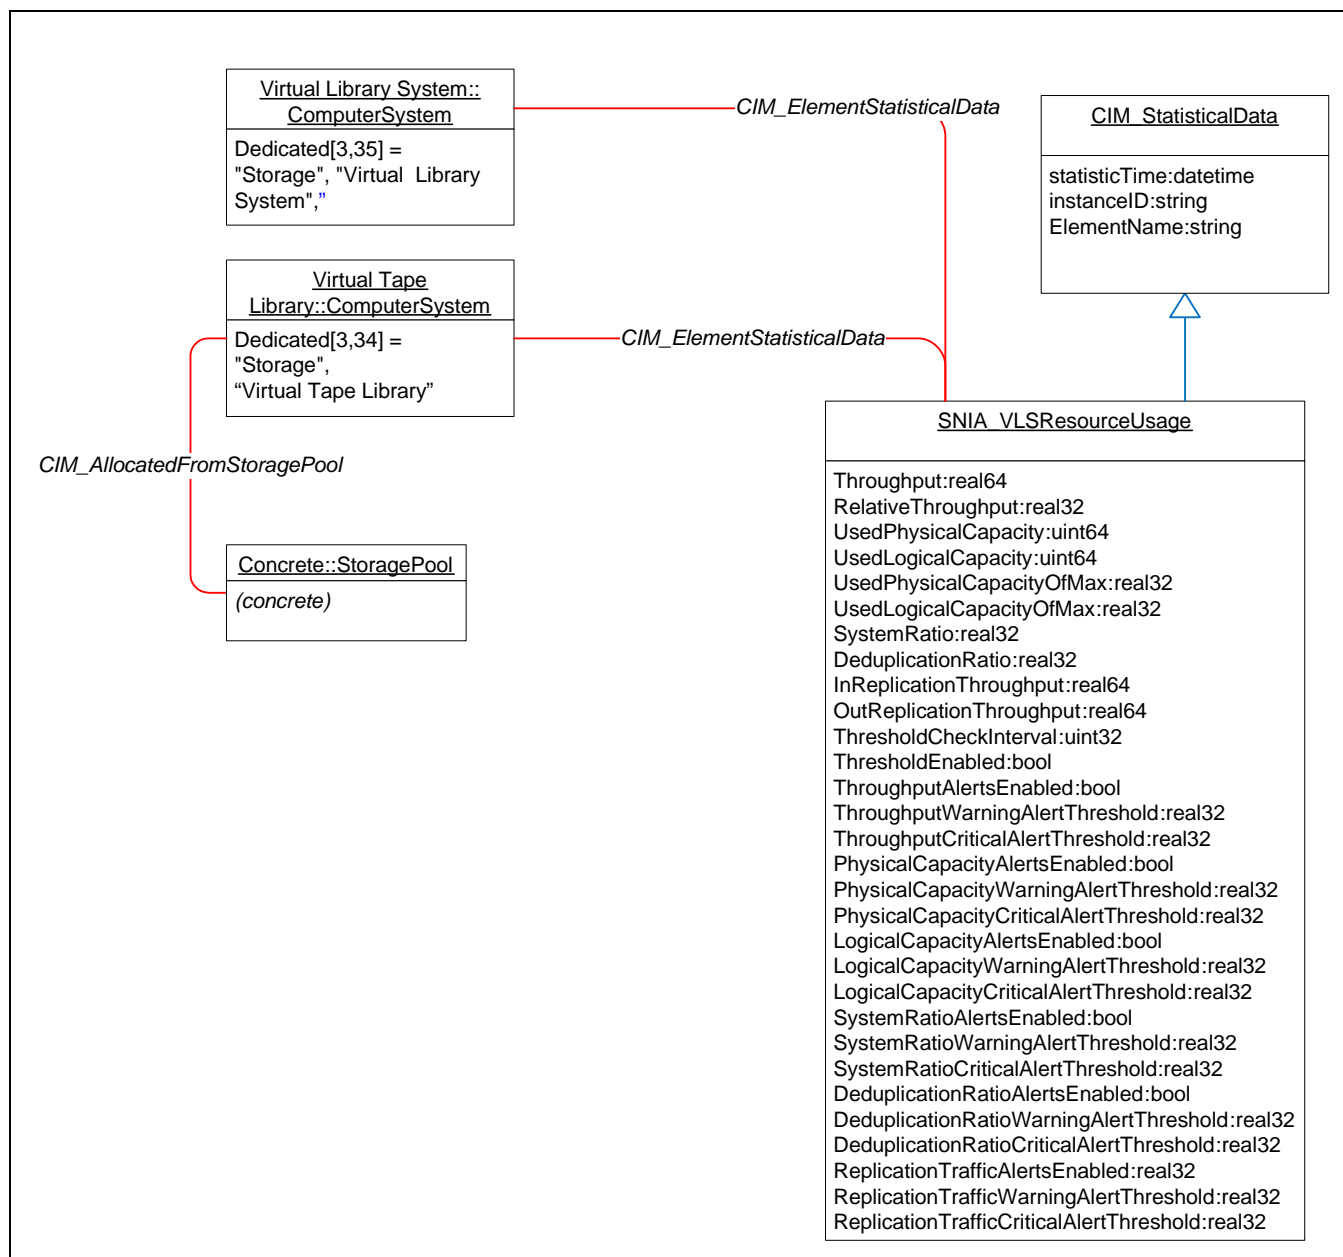 Virtual Library System::
ComputerSystem
Dedicated[3,35] =
"Storage", "Virtual  Library
System",”
CIM_ElementStatisticalData
CIM_StatisticalData
statisticTime:datetime
instanceID:string
ElementName:string
Virtual Tape
Library::ComputerSystem
Dedicated[3,34] =
"Storage",
“Virtual Tape Library”
CIM_ElementStatisticalData
CIM_AllocatedFromStoragePool
Concrete::StoragePool
(concrete)
SNIA_VLSResourceUsage
Throughput:real64
RelativeThroughput:real32
UsedPhysicalCapacity:uint64
UsedLogicalCapacity:uint64
UsedPhysicalCapacityOfMax:real32
UsedLogicalCapacityOfMax:real32
SystemRatio:real32
DeduplicationRatio:real32
InReplicationThroughput:real64
OutReplicationThroughput:real64
ThresholdCheckInterval:uint32
ThresholdEnabled:bool
ThroughputAlertsEnabled:bool
ThroughputWarningAlertThreshold:real32
ThroughputCriticalAlertThreshold:real32
PhysicalCapacityAlertsEnabled:bool
PhysicalCapacityWarningAlertThreshold:real32
PhysicalCapacityCriticalAlertThreshold:real32
LogicalCapacityAlertsEnabled:bool
LogicalCapacityWarningAlertThreshold:real32
LogicalCapacityCriticalAlertThreshold:real32
SystemRatioAlertsEnabled:bool
SystemRatioWarningAlertThreshold:real32
SystemRatioCriticalAlertThreshold:real32
DeduplicationRatioAlertsEnabled:bool
DeduplicationRatioWarningAlertThreshold:real32
DeduplicationRatioCriticalAlertThreshold:real32
ReplicationTrafficAlertsEnabled:real32
ReplicationTrafficWarningAlertThreshold:real32
ReplicationTrafficCriticalAlertThreshold:real32